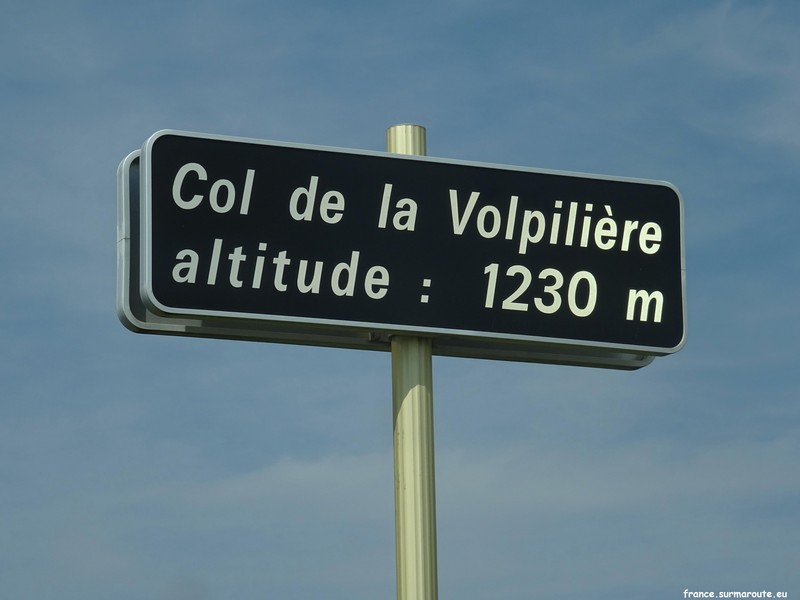 Col de la Volpilière
altitude : 1230 m
france.surmaroute.eu